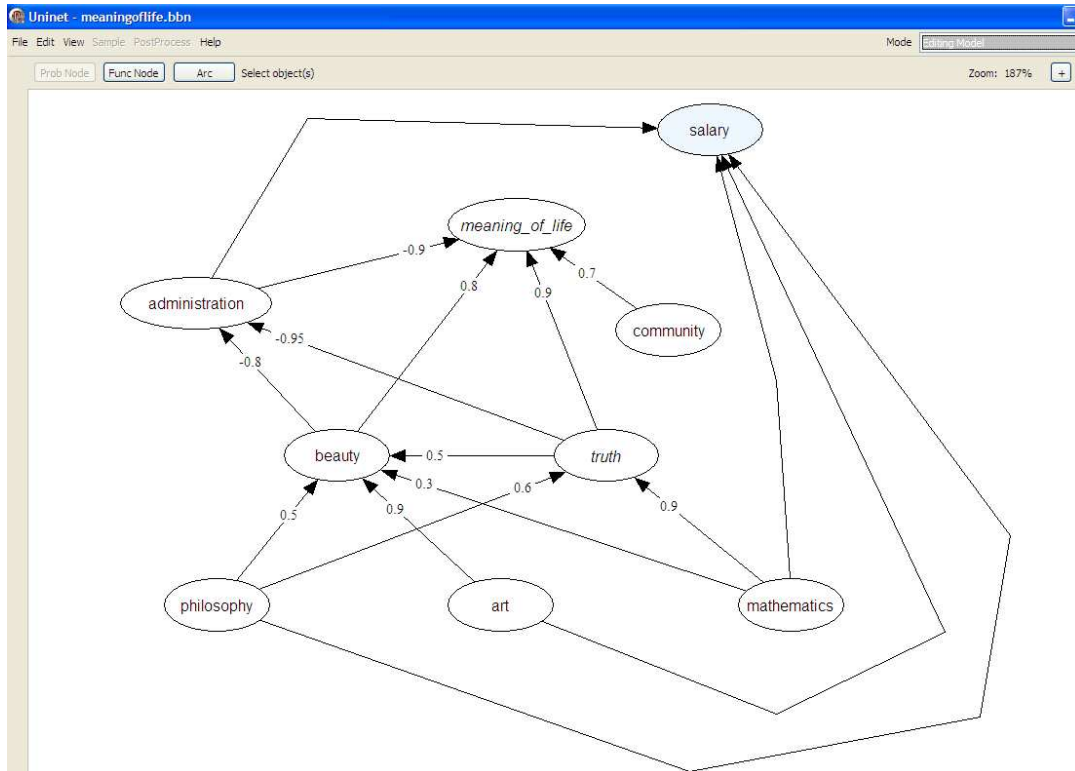 Uninet - meaningoflife.bbn
File Edit View Sample PostProcess Help Mode Editing Model
Prob Node Func Node Arc Select object(s) Zoom: 187% +
salary
meaning_of_life
-0.9
0.7
administration
0.8
0.9
community
-0.95
-0.8
beauty
0.5
truth
0.3
0.6
0.5
0.9
0.9
philosophy
art
mathematics